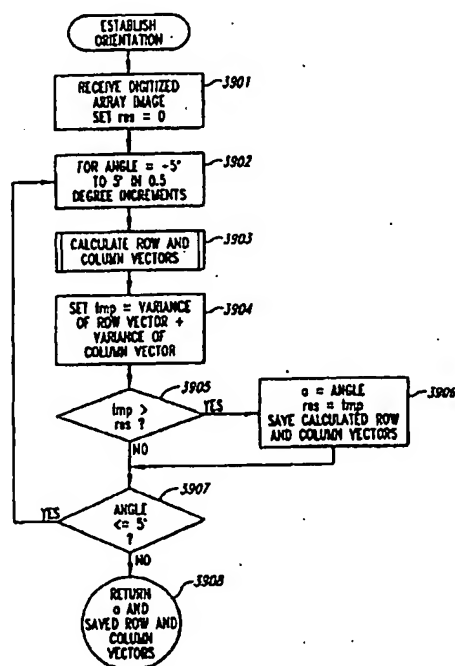 ESTABLISH
ORIENTATION
3901
RECEIVE DIGITIZED
ARRAY IMAGE
SET res = 0
3902
FOR ANGLE = -5°
TO 5° IN 0.5
DEGREE INCREMENTS
3903
CALCULATE ROW AND
COLUMN VECTORS
3904
SET tmp = VARIANCE
OF ROW VECTOR +
VARIANCE OF
COLUMN VECTOR
3905
tmp >
res ?
YES
NO
3906
a = ANGLE
res = tmp
SAVE CALCULATED ROW
AND COLUMN VECTORS
3907
ANGLE
<= 5°
?
YES
NO
3908
RETURN
a AND
SAVED ROW AND
COLUMN
VECTORS